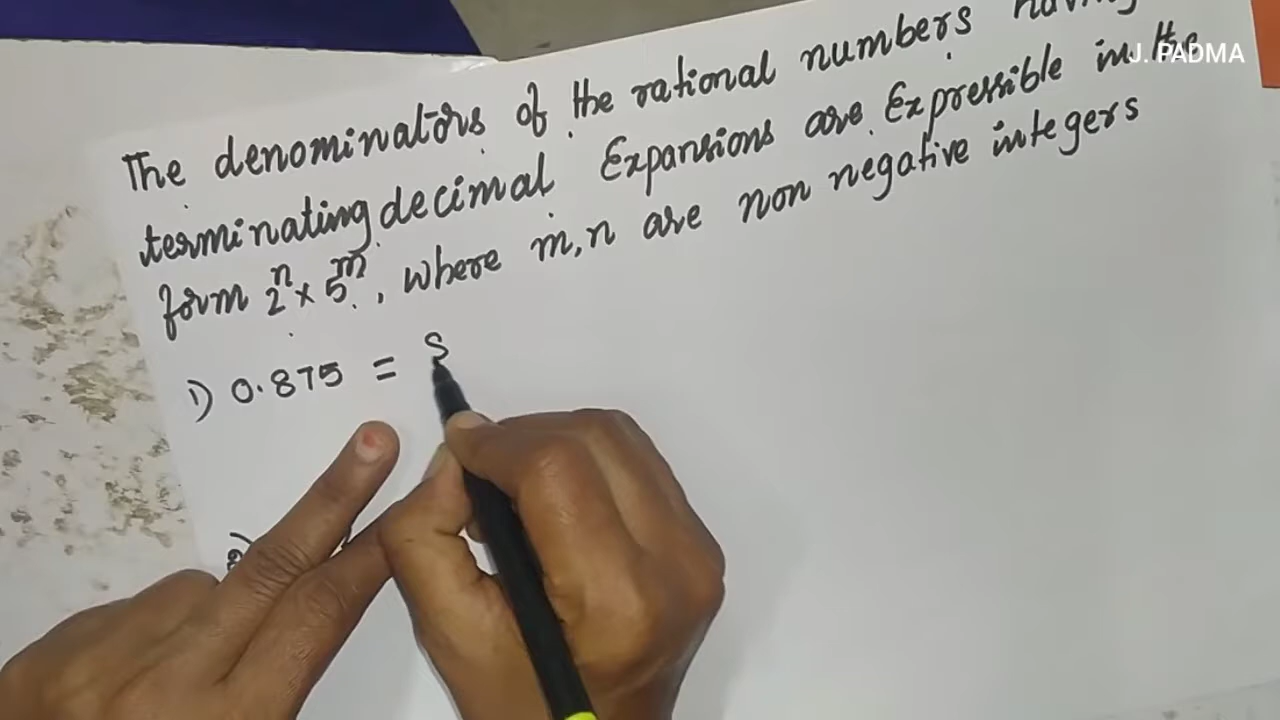 The denominators of the rational numbers having
terminating decimal Expansions are Expressible in the
form 2ⁿ × 5ᵐ, where m,n are non negative integers
1) 0.875 =
2)
J. PADMA